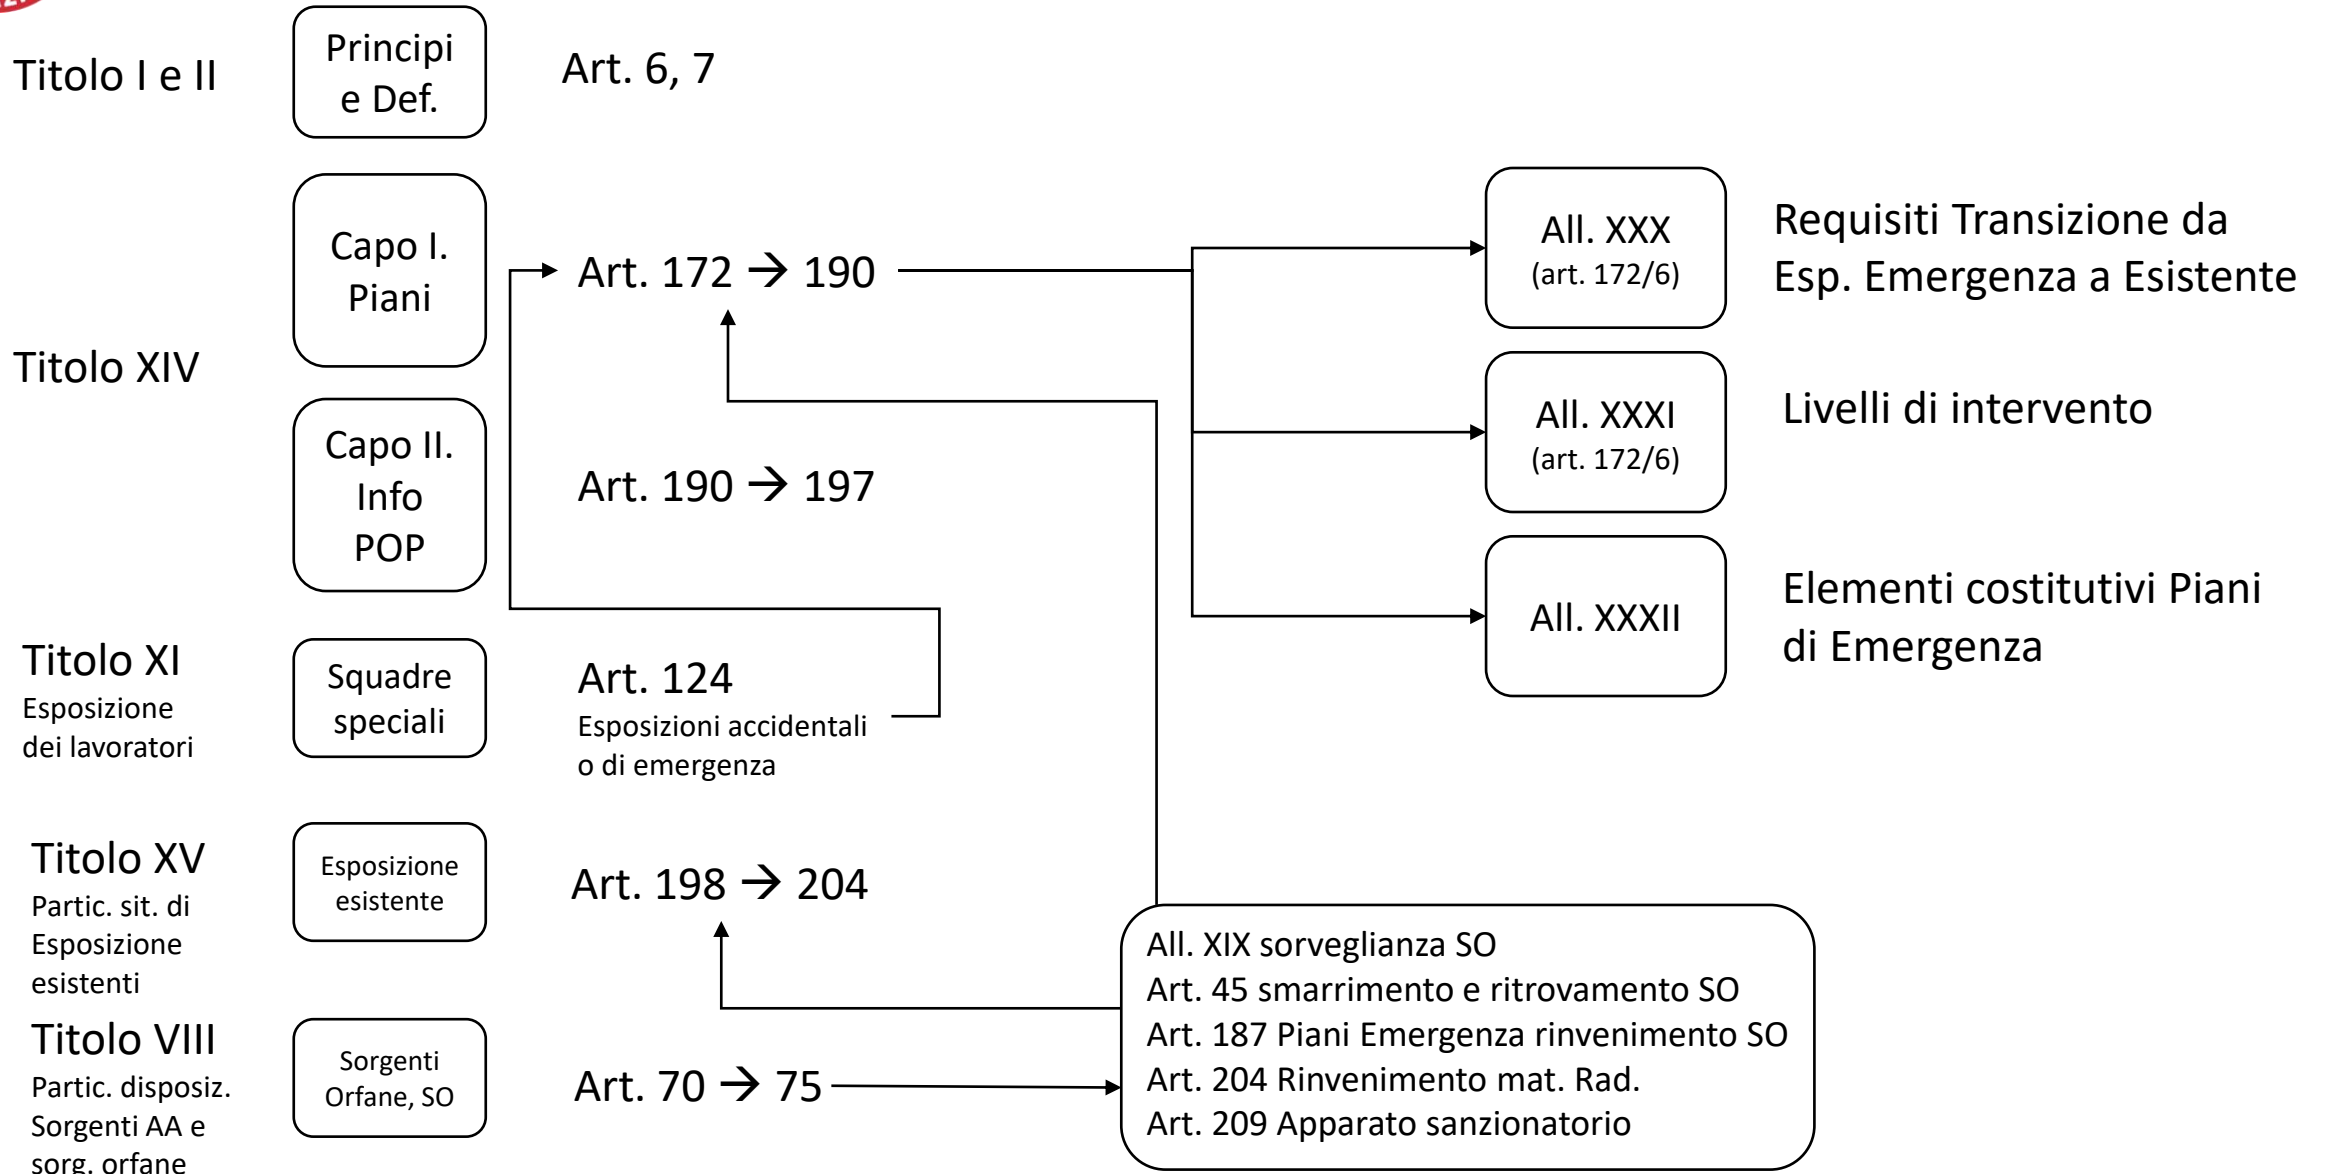 Titolo I e II
Principi
e Def.
Art. 6, 7
Titolo XIV
Capo I.
Piani
Art. 172 → 190
All. XXX
(art. 172/6)
Requisiti Transizione da
Esp. Emergenza a Esistente
All. XXXI
(art. 172/6)
Livelli di intervento
Capo II.
Info
POP
Art. 190 → 197
All. XXXII
Elementi costitutivi Piani
di Emergenza
Titolo XI
Esposizione
dei lavoratori
Squadre
speciali
Art. 124
Esposizioni accidentali
o di emergenza
Titolo XV
Partic. sit. di
Esposizione
esistenti
Esposizione
esistente
Art. 198 → 204
Titolo VIII
Partic. disposiz.
Sorgenti AA e
sorg. orfane
Sorgenti
Orfane, SO
Art. 70 → 75
All. XIX sorveglianza SO
Art. 45 smarrimento e ritrovamento SO
Art. 187 Piani Emergenza rinvenimento SO
Art. 204 Rinvenimento mat. Rad.
Art. 209 Apparato sanzionatorio